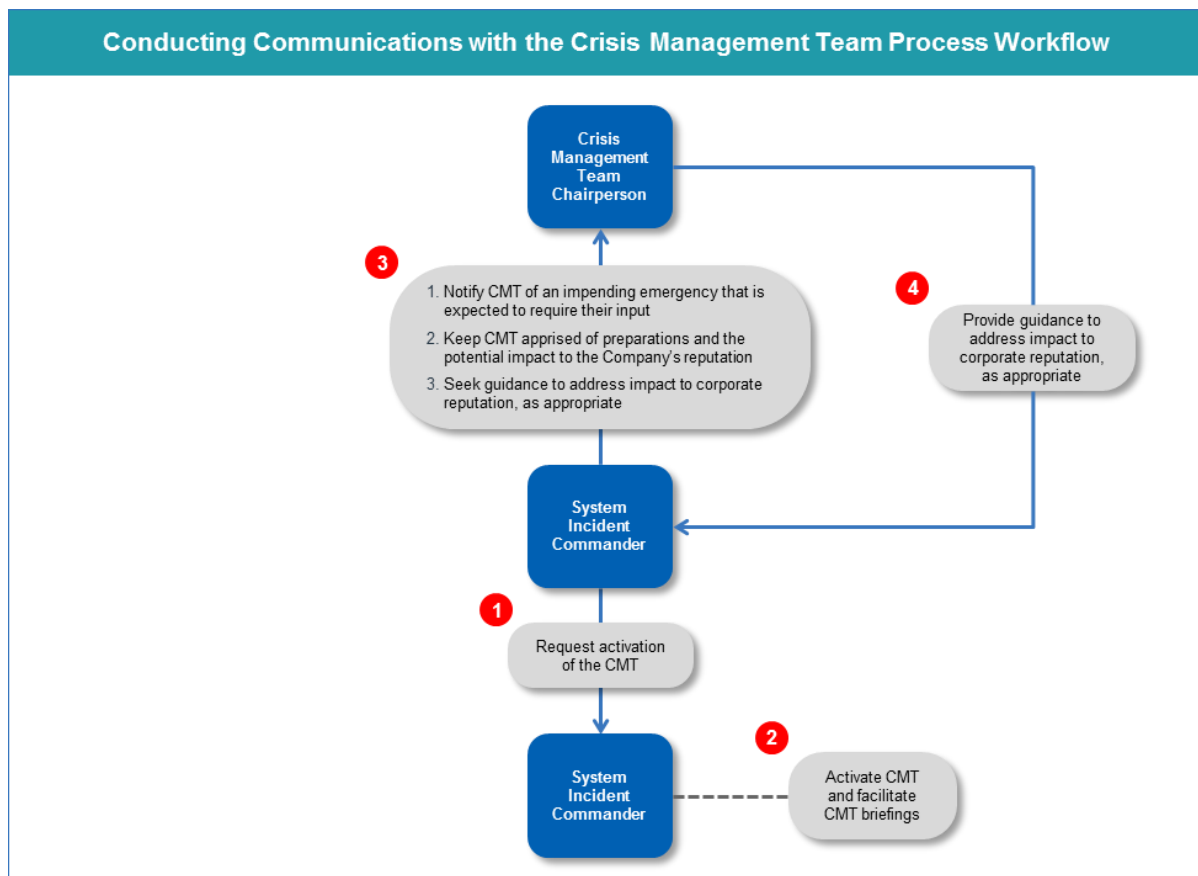 Conducting Communications with the Crisis Management Team Process Workflow
Crisis
Management
Team
Chairperson
3
1. Notify CMT of an impending emergency that is
expected to require their input
2. Keep CMT apprised of preparations and the
potential impact to the Company's reputation
3. Seek guidance to address impact to corporate
reputation, as appropriate
4
Provide guidance to
address impact to
corporate reputation,
as appropriate
System
Incident
Commander
1
Request activation
of the CMT
System
Incident
Commander
2
Activate CMT
and facilitate
CMT briefings